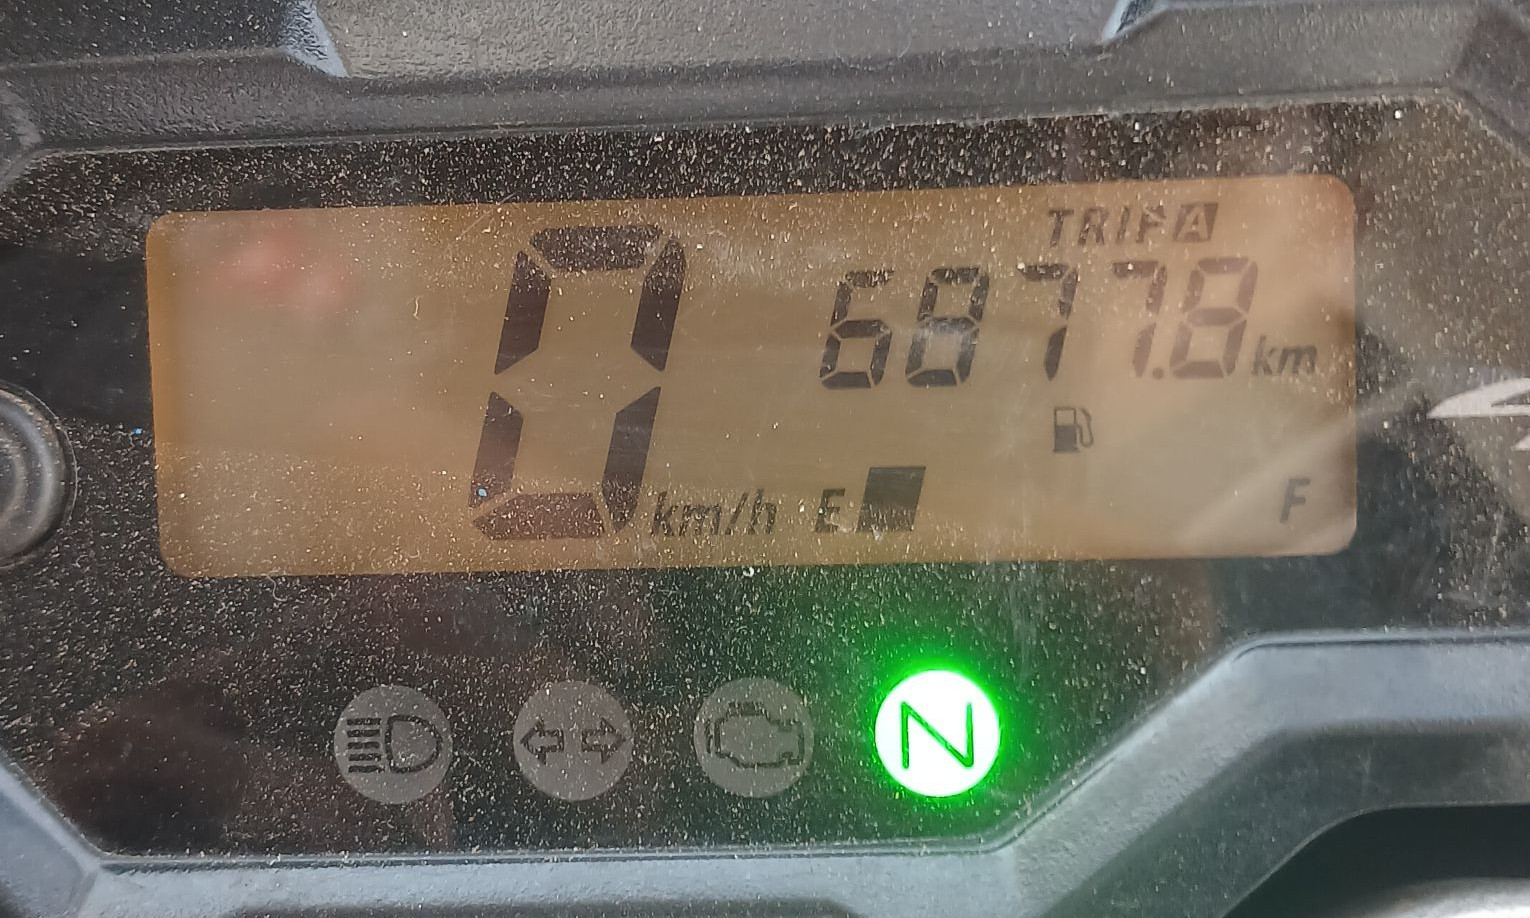 TRIP A
0 6877.8 km
km/h E F
N